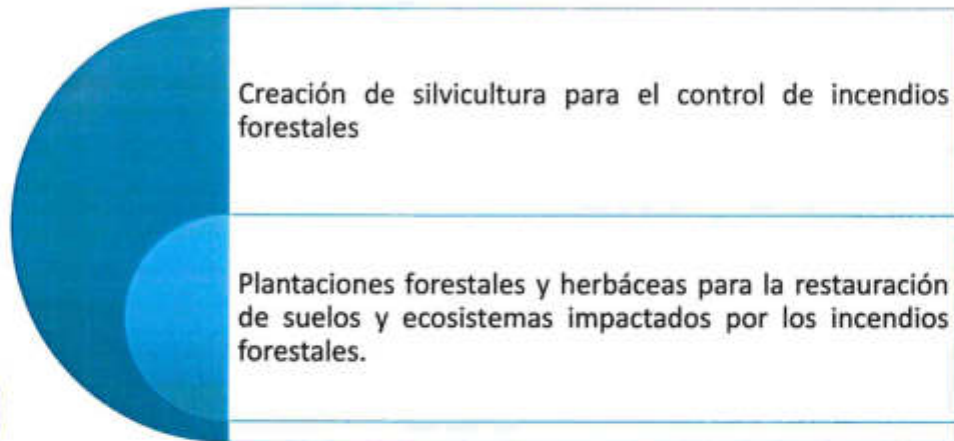 Creación de silvicultura para el control de incendios
forestales
Plantaciones forestales y herbáceas para la restauración
de suelos y ecosistemas impactados por los incendios
forestales.